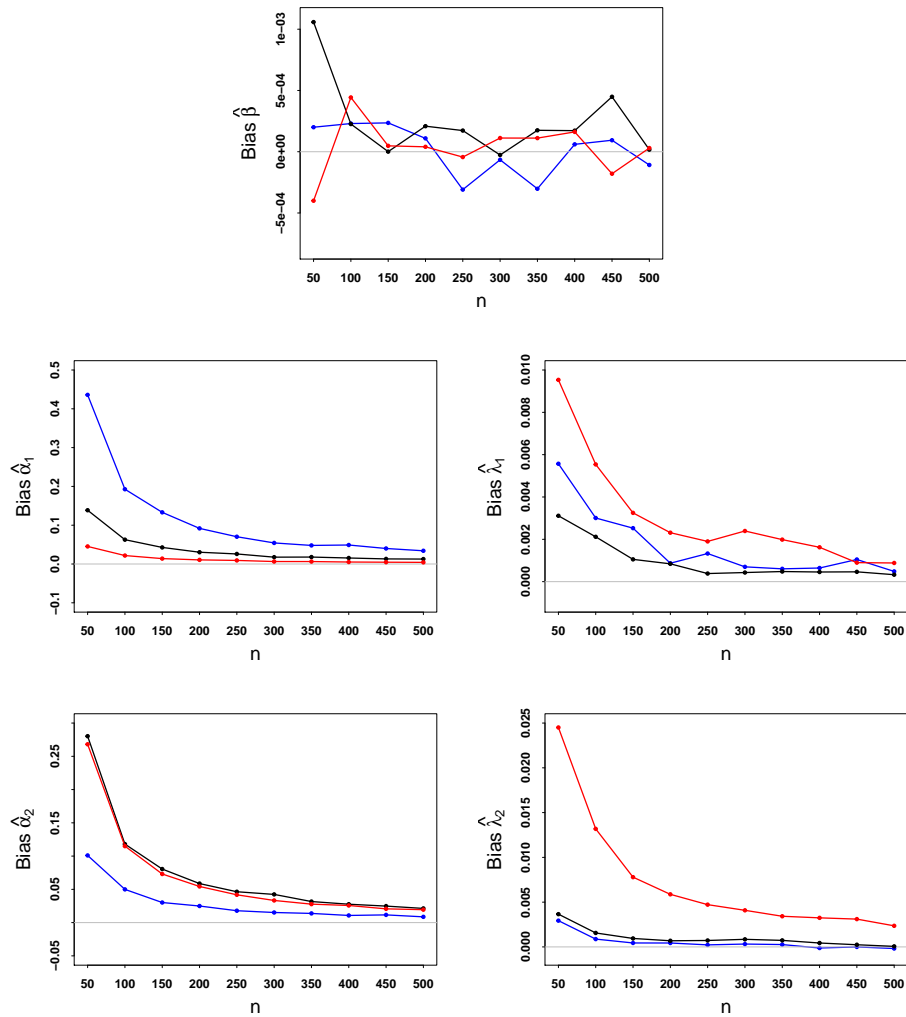 Bias β̂
1e−03
5e−04
0e+00
−5e−04
50 100 150 200 250 300 350 400 450 500
n
Bias α̂₁
0.5
0.4
0.3
0.2
0.1
0.0
−0.1
50 100 150 200 250 300 350 400 450 500
n
Bias λ̂₁
0.010
0.008
0.006
0.004
0.002
0.000
50 100 150 200 250 300 350 400 450 500
n
Bias α̂₂
0.25
0.15
0.05
−0.05
50 100 150 200 250 300 350 400 450 500
n
Bias λ̂₂
0.025
0.020
0.015
0.010
0.005
0.000
50 100 150 200 250 300 350 400 450 500
n